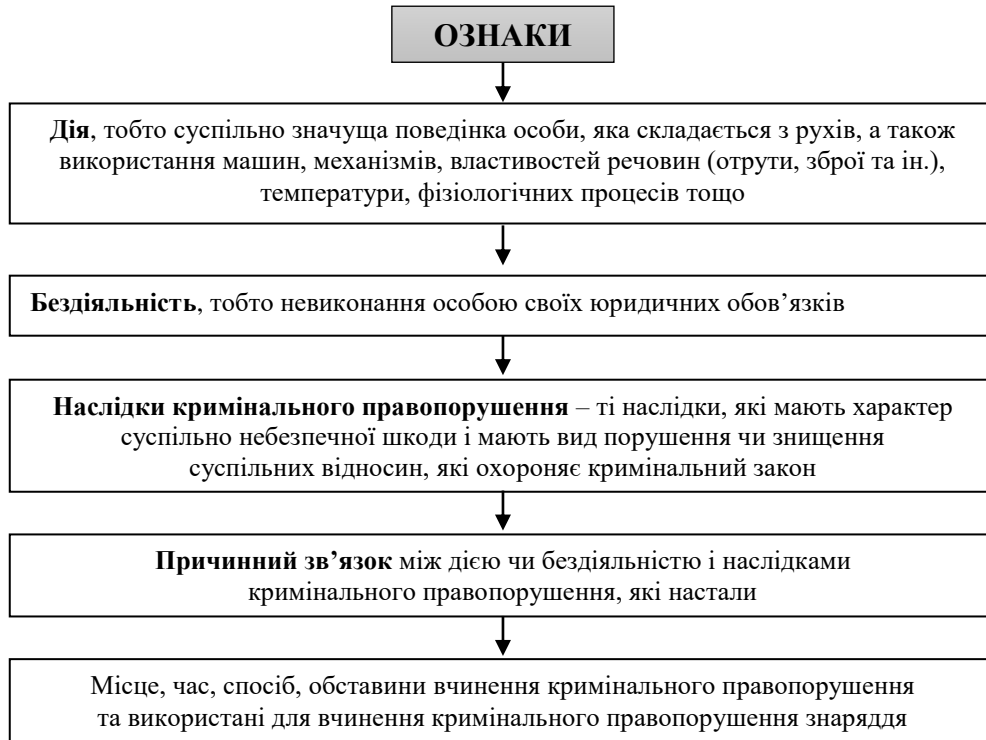 ОЗНАКИ
Дія, тобто суспільно значуща поведінка особи, яка складається з рухів, а також
використання машин, механізмів, властивостей речовин (отрути, зброї та ін.),
температури, фізіологічних процесів тощо
Бездіяльність, тобто невиконання особою своїх юридичних обов’язків
Наслідки кримінального правопорушення – ті наслідки, які мають характер
суспільно небезпечної шкоди і мають вид порушення чи знищення
суспільних відносин, які охороняє кримінальний закон
Причинний зв’язок між дією чи бездіяльністю і наслідками
кримінального правопорушення, які настали
Місце, час, спосіб, обставини вчинення кримінального правопорушення
та використані для вчинення кримінального правопорушення знаряддя